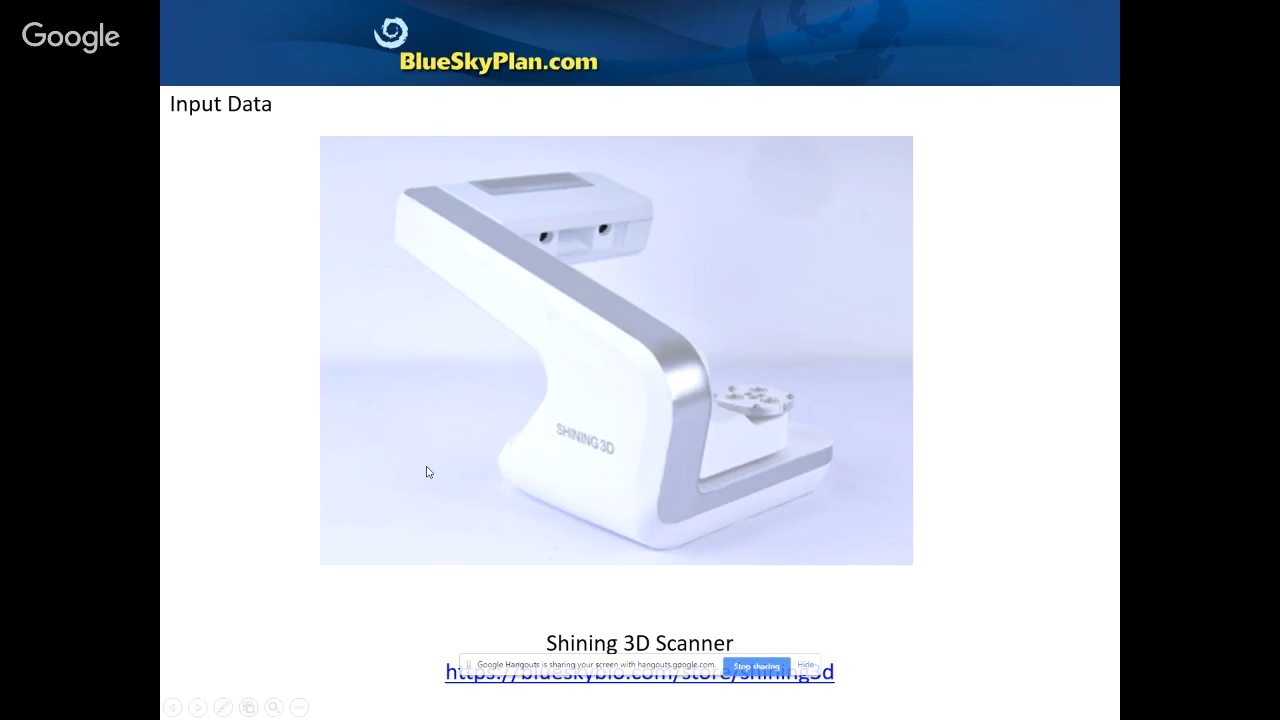 Google
BlueSkyPlan.com
Input Data
SHINING 3D
Shining 3D Scanner
Google Hangouts is sharing your screen with hangouts.google.com.
Stop sharing
Hide
https://blueskybio.com/store/shining3d